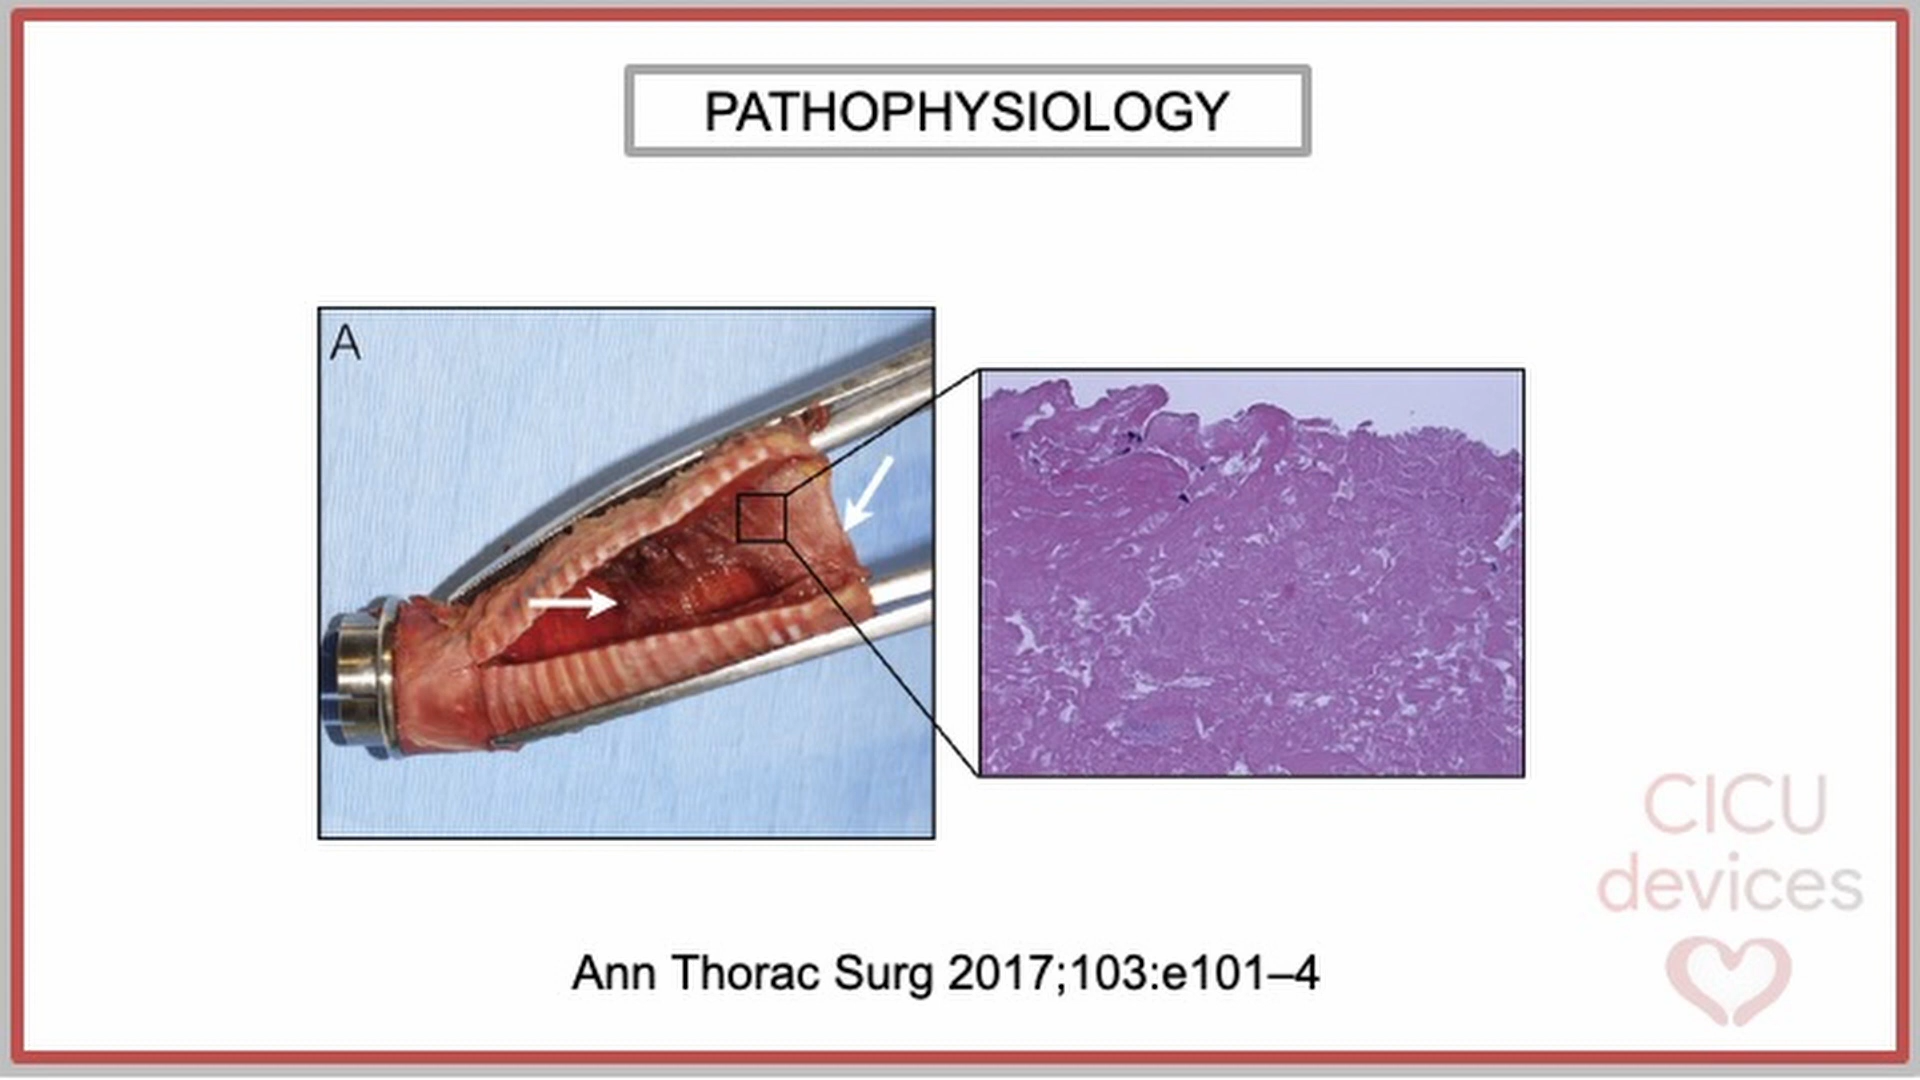 PATHOPHYSIOLOGY
A
CICU
devices
Ann Thorac Surg 2017;103:e101–4